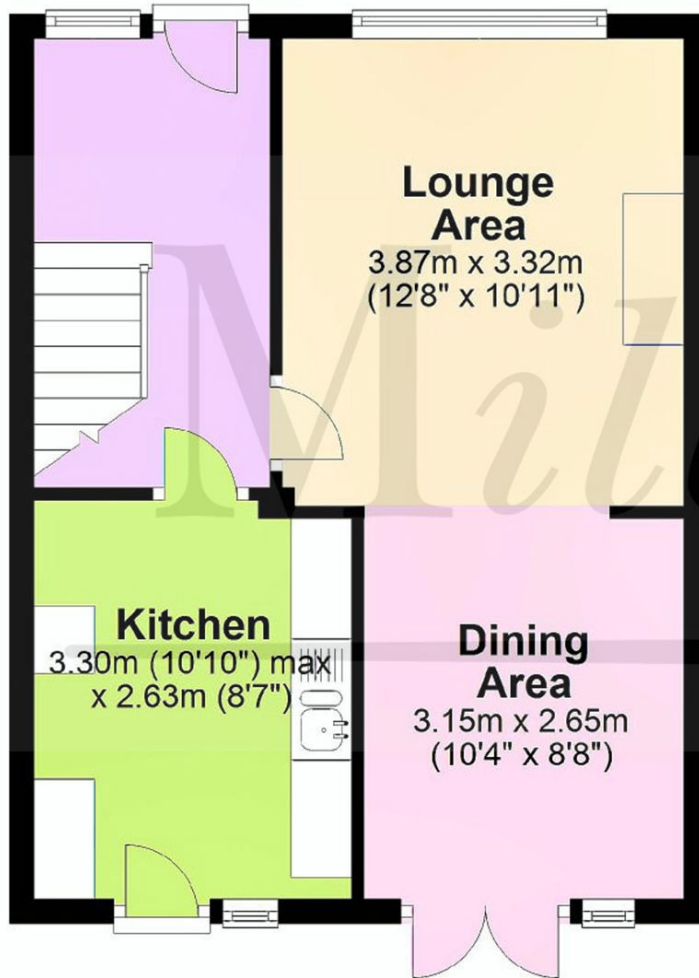 Lounge
Area
3.87m x 3.32m
(12'8" x 10'11")
Kitchen
3.30m (10'10") max
x 2.63m (8'7")
Dining
Area
3.15m x 2.65m
(10'4" x 8'8")